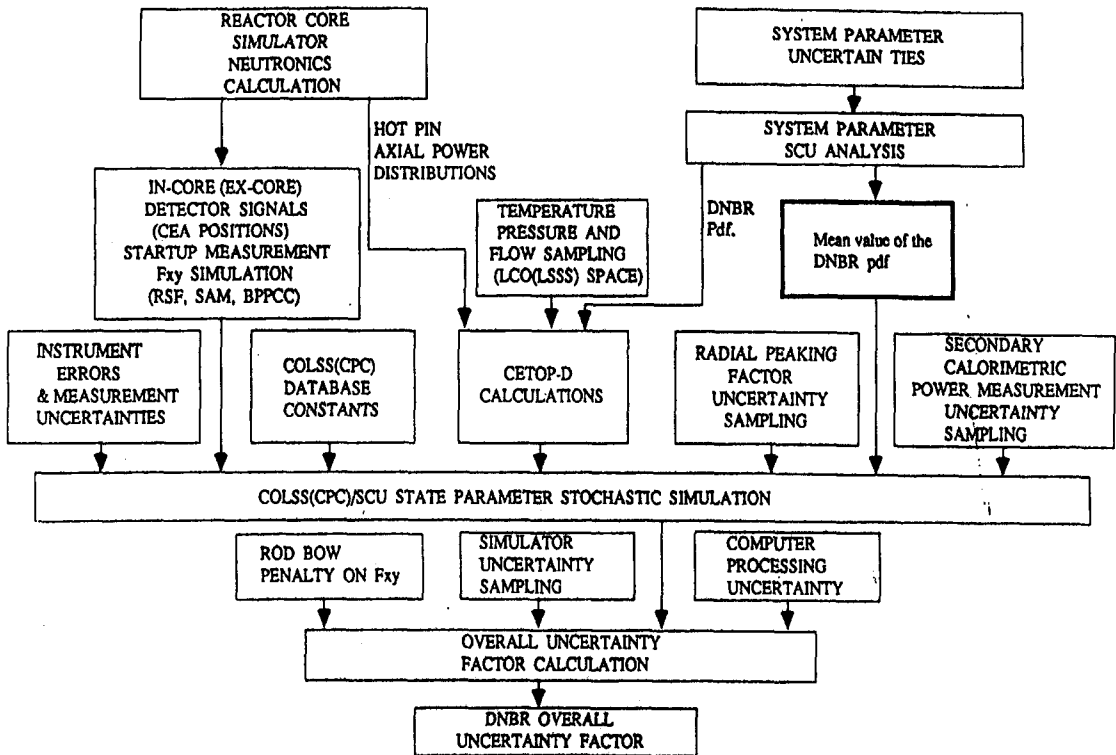 REACTOR CORE
SIMULATOR
NEUTRONICS
CALCULATION
SYSTEM PARAMETER
UNCERTAIN TIES
HOT PIN
AXIAL POWER
DISTRIBUTIONS
SYSTEM PARAMETER
SCU ANALYSIS
IN-CORE (EX-CORE)
DETECTOR SIGNALS
(CEA POSITIONS)
STARTUP MEASUREMENT
Fxy SIMULATION
(RSF, SAM, BPPCC)
TEMPERATURE
PRESSURE AND
FLOW SAMPLING
(LCO(LSSS) SPACE)
DNBR
Pdf.
Mean value of the
DNBR pdf
INSTRUMENT
ERRORS
& MEASUREMENT
UNCERTAINTIES
COLSS(CPC)
DATABASE
CONSTANTS
CETOP-D
CALCULATIONS
RADIAL PEAKING
FACTOR
UNCERTAINTY
SAMPLING
SECONDARY
CALORIMETRIC
POWER MEASUREMENT
UNCERTAINTY
SAMPLING
COLSS(CPC)/SCU STATE PARAMETER STOCHASTIC SIMULATION
ROD BOW
PENALTY ON Fxy
SIMULATOR
UNCERTAINTY
SAMPLING
COMPUTER
PROCESSING
UNCERTAINTY
OVERALL UNCERTAINTY
FACTOR CALCULATION
DNBR OVERALL
UNCERTAINTY FACTOR